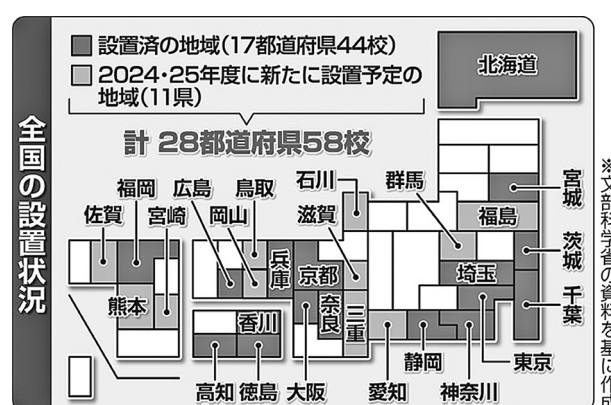 全国の設置状況
設置済の地域(17都道府県44校)
2024・25年度に新たに設置予定の
地域(11県)
計 28都道府県58校
北海道
宮城
福島
茨城
千葉
群馬
埼玉
東京
神奈川
静岡
愛知
石川
滋賀
三重
京都
奈良
大阪
兵庫
鳥取
岡山
広島
香川
徳島
高知
福岡
佐賀
宮崎
熊本
※文部科学省の資料を基に作成